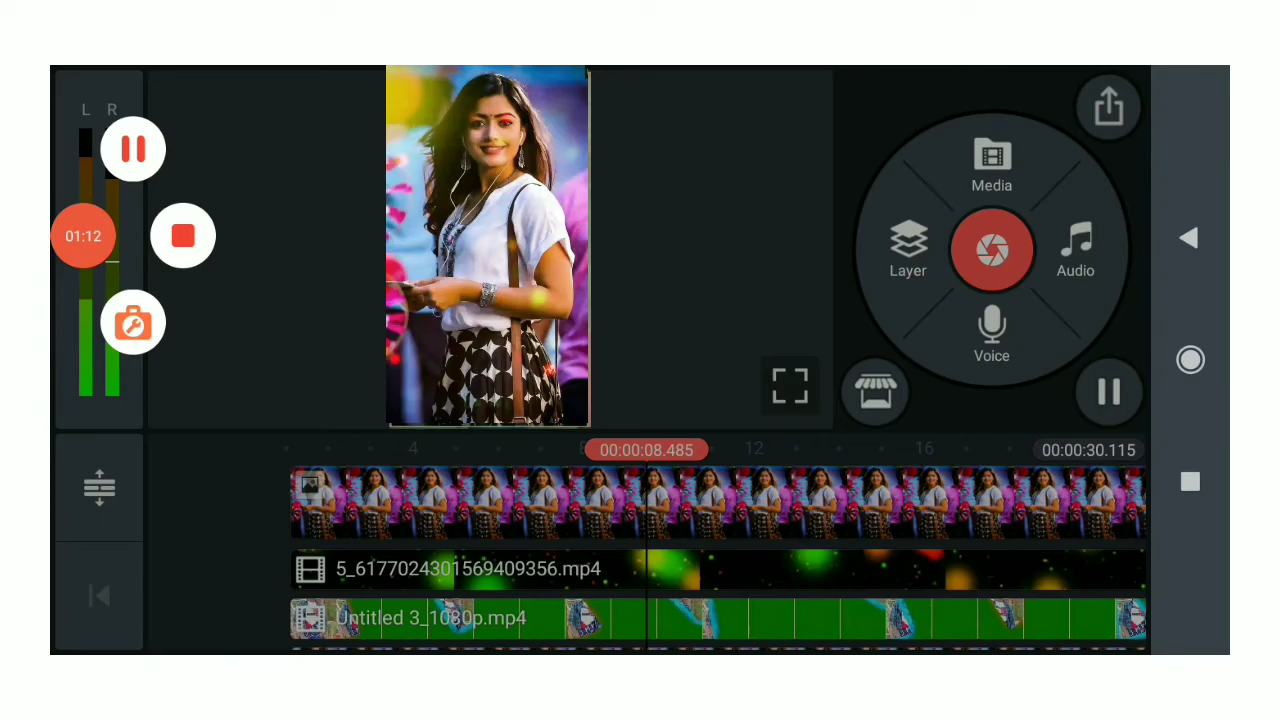 L R
01:12
Media
Layer
Audio
Voice
4
00:00:08.485
12
16
00:00:30.115
5_6177024301569409356.mp4
Untitled 3_1080p.mp4